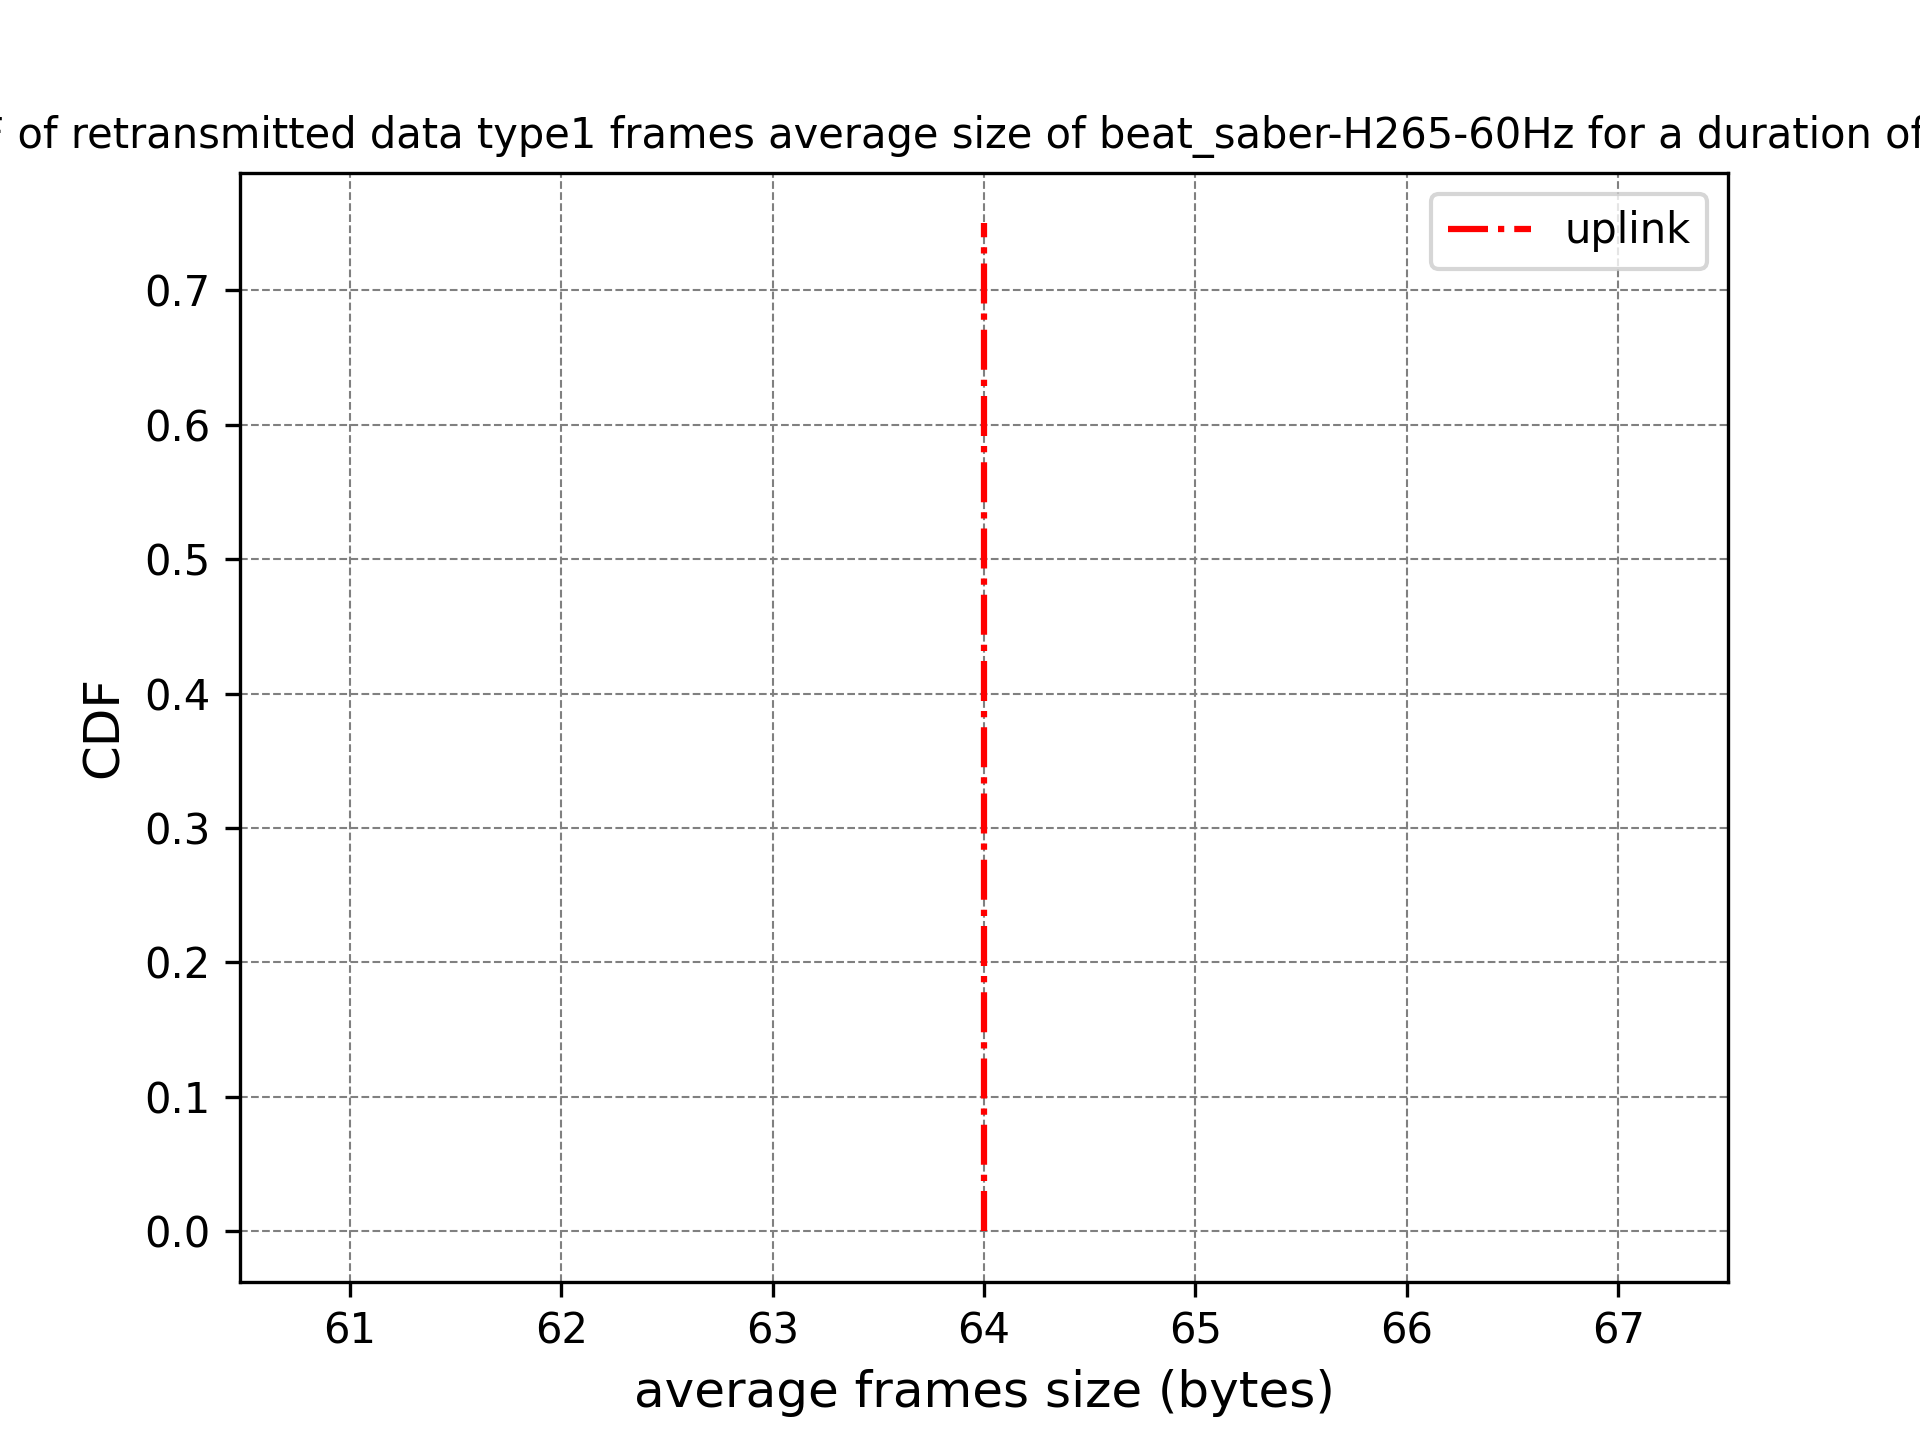 of retransmitted data type1 frames average size of beat_saber-H265-60Hz for a duration of
uplink
0.7
0.6
0.5
0.4
0.3
0.2
0.1
0.0
CDF
61 62 63 64 65 66 67
average frames size (bytes)